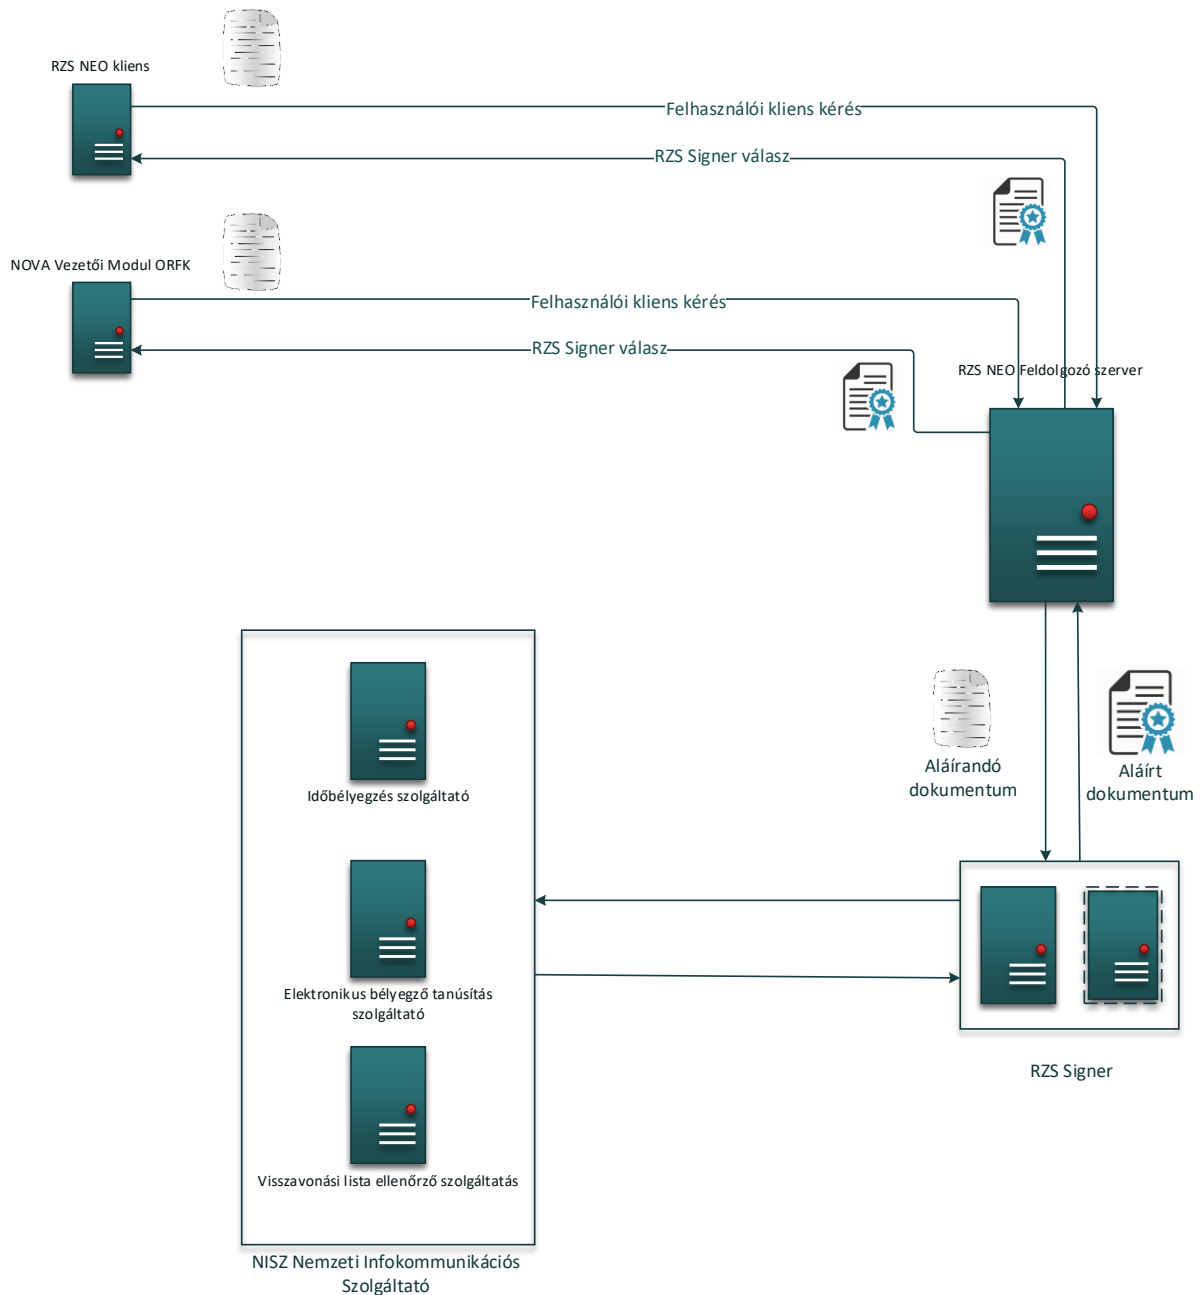 RZS NEO kliens
Felhasználói kliens kérés
RZS Signer válasz
NOVA Vezetői Modul ORFK
Felhasználói kliens kérés
RZS Signer válasz
RZS NEO Feldolgozó szerver
Aláírandó
dokumentum
Aláírt
dokumentum
Időbélyegzés szolgáltató
Elektronikus bélyegző tanúsítás
szolgáltató
Visszavonási lista ellenőrző szolgáltatás
RZS Signer
NISZ Nemzeti Infokommunikációs
Szolgáltató